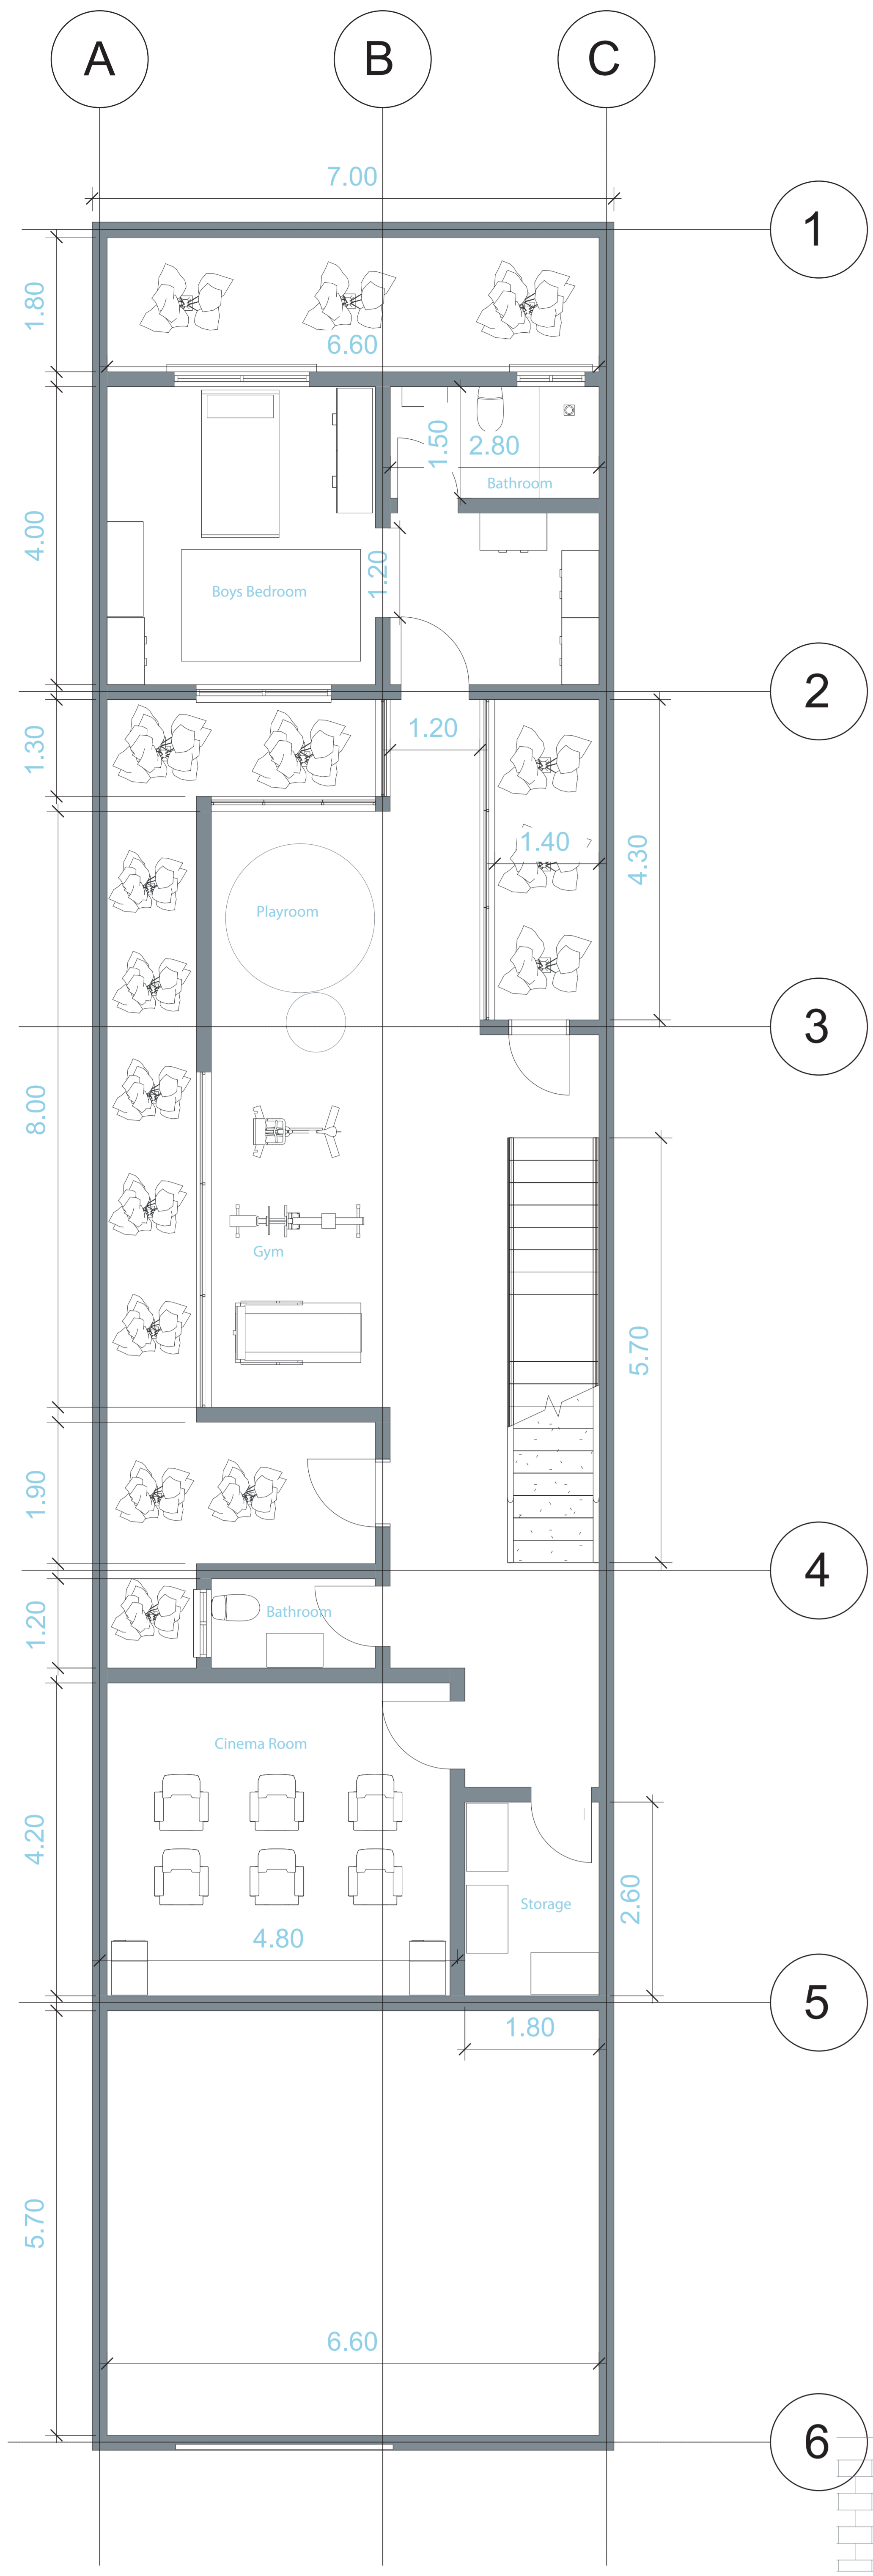 A
B
C
7.00
1
1.80
6.60
1.50
2.80
Bathroom
4.00
1.20
Boys Bedroom
2
1.20
1.30
1.40
4.30
Playroom
3
8.00
Gym
5.70
1.90
4
1.20
Bathroom
Cinema Room
4.20
2.60
Storage
4.80
5
1.80
5.70
6.60
6